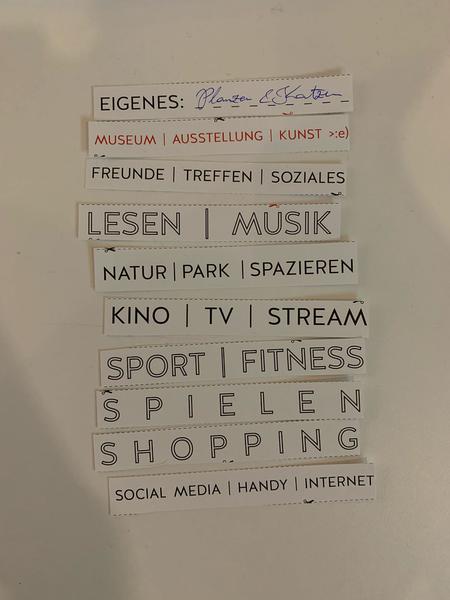 EIGENES: Pflanzen & Katzen
MUSEUM | AUSSTELLUNG | KUNST >:e)
FREUNDE | TREFFEN | SOZIALES
LESEN | MUSIK
NATUR | PARK | SPAZIEREN
KINO | TV | STREAM
SPORT | FITNESS
SPIELEN
SHOPPING
SOCIAL MEDIA | HANDY | INTERNET